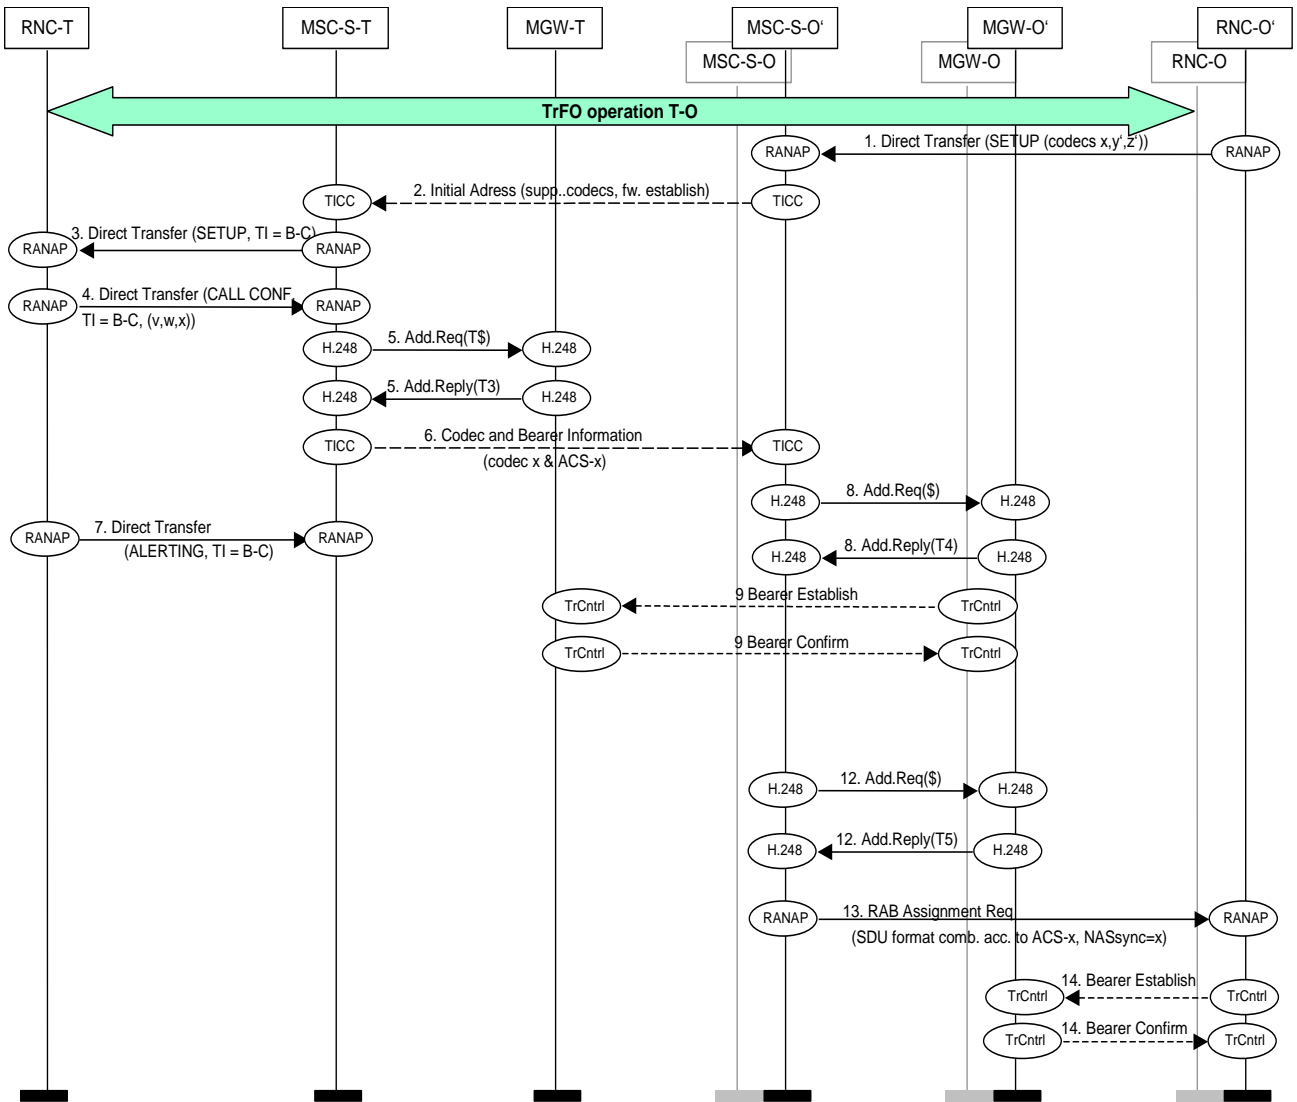 RNC-T
MSC-S-T
MGW-T
MSC-S-O‘
MGW-O‘
RNC-O‘
MSC-S-O
MGW-O
RNC-O
TrFO operation T-O
RANAP
1. Direct Transfer (SETUP (codecs x,y‘,z‘))
RANAP
TICC
2. Initial Adress (supp..codecs, fw. establish)
TICC
RANAP
3. Direct Transfer (SETUP, TI = B-C)
RANAP
RANAP
4. Direct Transfer (CALL CONF,
TI = B-C, (v,w,x))
RANAP
H.248
5. Add.Req(T$)
H.248
H.248
5. Add.Reply(T3)
H.248
TICC
6. Codec and Bearer Information
(codec x & ACS-x)
TICC
H.248
8. Add.Req($)
H.248
RANAP
7. Direct Transfer
(ALERTING, TI = B-C)
RANAP
H.248
8. Add.Reply(T4)
H.248
TrCntrl
9 Bearer Establish
TrCntrl
TrCntrl
9 Bearer Confirm
TrCntrl
H.248
12. Add.Req($)
H.248
H.248
12. Add.Reply(T5)
H.248
RANAP
13. RAB Assignment Req
(SDU format comb. acc. to ACS-x, NASsync=x)
RANAP
TrCntrl
14. Bearer Establish
TrCntrl
TrCntrl
14. Bearer Confirm
TrCntrl